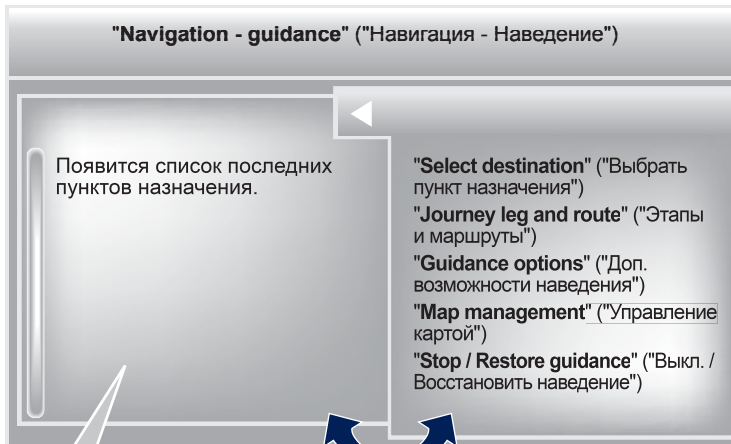 "Navigation - guidance" ("Навигация - Наведение")
Появится список последних
пунктов назначения.
"Select destination" ("Выбрать
пункт назначения")
"Journey leg and route" ("Этапы
и маршруты")
"Guidance options" ("Доп.
возможности наведения")
"Map management" ("Управление
картой")
"Stop / Restore guidance" ("Выкл. /
Восстановить наведение")